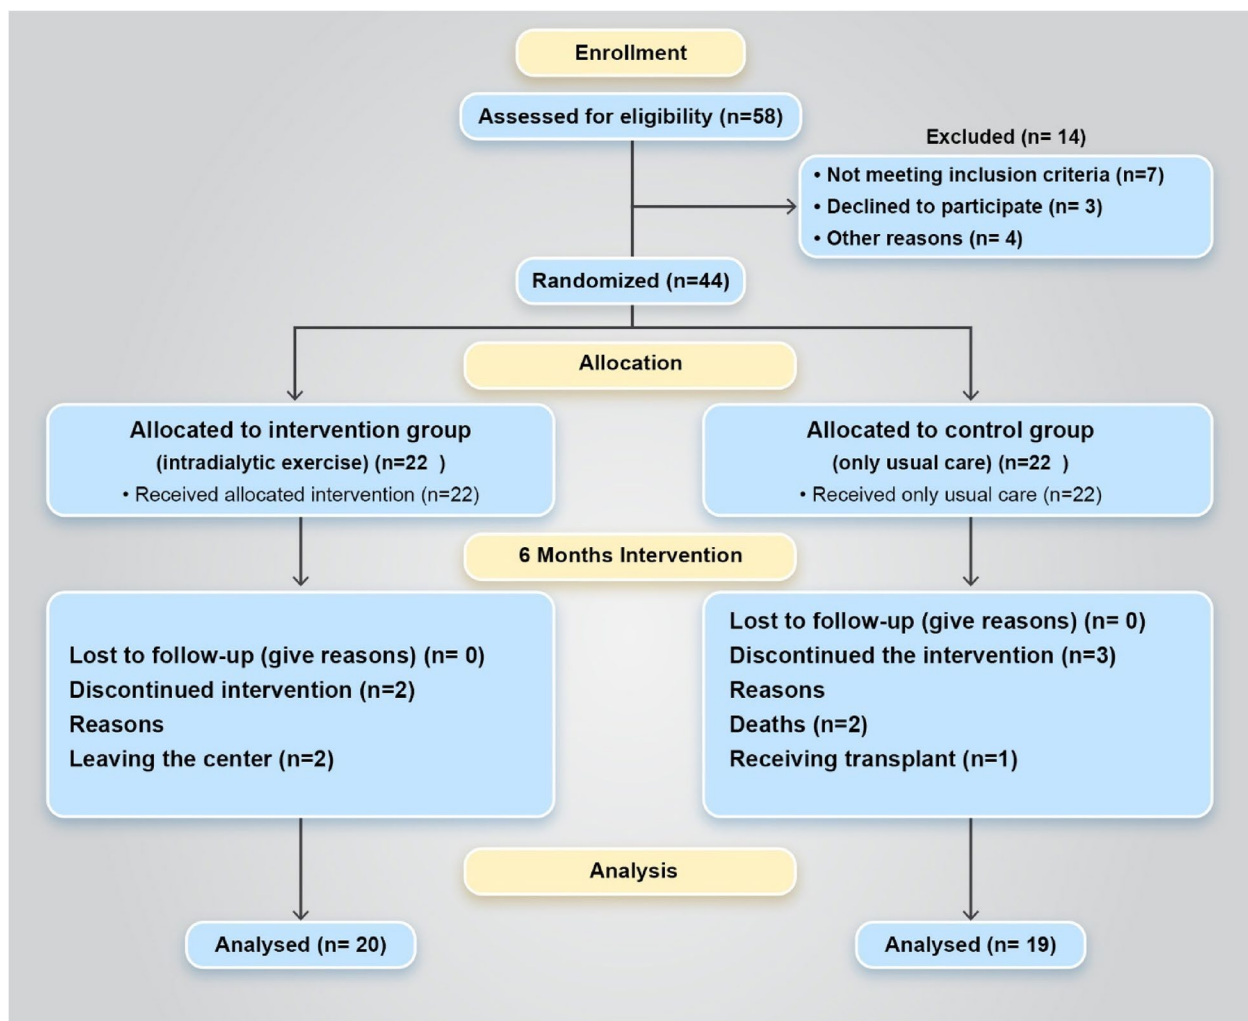 Enrollment
Assessed for eligibility (n=58)
Excluded (n= 14)
• Not meeting inclusion criteria (n=7)
• Declined to participate (n= 3)
• Other reasons (n= 4)
Randomized (n=44)
Allocation
Allocated to intervention group
(intradialytic exercise) (n=22 )
• Received allocated intervention (n=22)
Allocated to control group
(only usual care) (n=22 )
• Received only usual care (n=22)
6 Months Intervention
Lost to follow-up (give reasons) (n= 0)
Discontinued intervention (n=2)
Reasons
Leaving the center (n=2)
Lost to follow-up (give reasons) (n= 0)
Discontinued the intervention (n=3)
Reasons
Deaths (n=2)
Receiving transplant (n=1)
Analysis
Analysed (n= 20)
Analysed (n= 19)